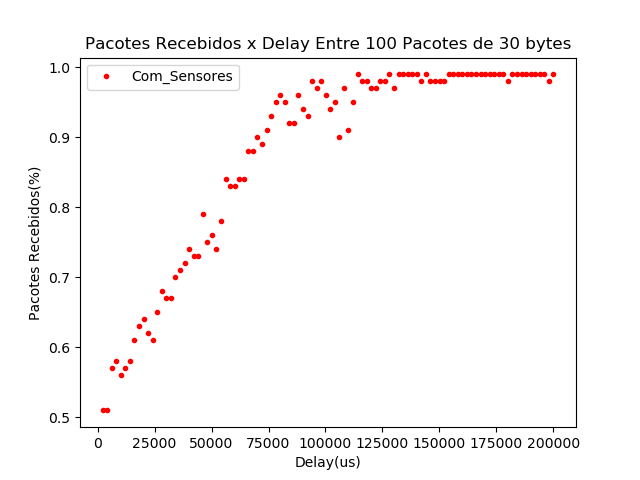 Pacotes Recebidos x Delay Entre 100 Pacotes de 30 bytes
Com_Sensores
Pacotes Recebidos(%)
1.0
0.9
0.8
0.7
0.6
0.5
0 25000 50000 75000 100000 125000 150000 175000 200000
Delay(us)